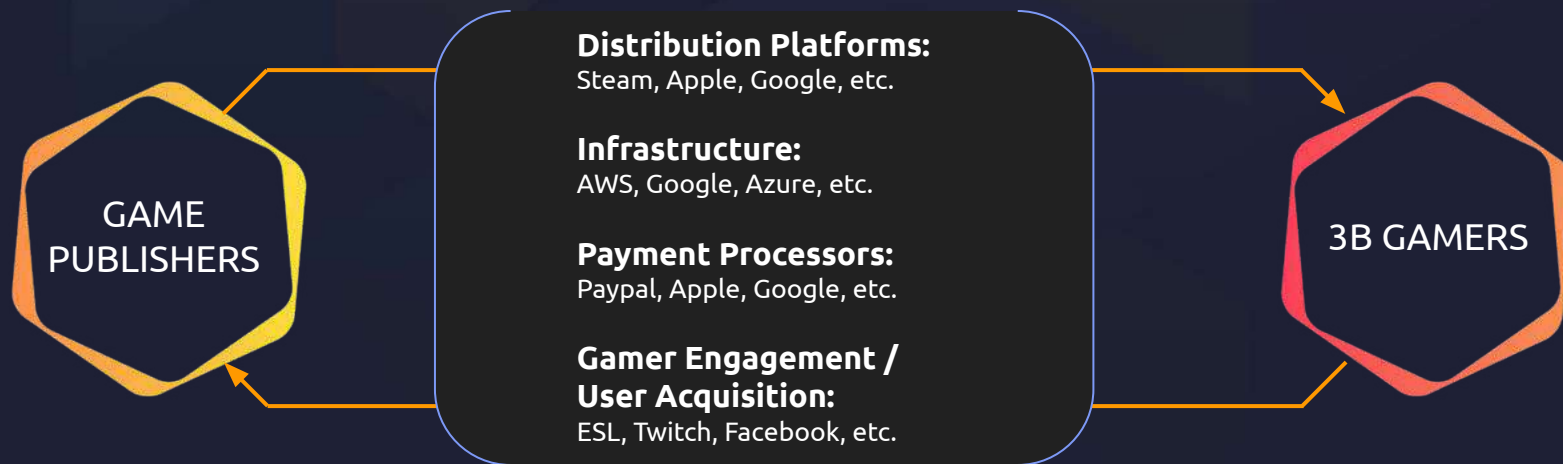 GAME
PUBLISHERS
Distribution Platforms:
Steam, Apple, Google, etc.
Infrastructure:
AWS, Google, Azure, etc.
Payment Processors:
Paypal, Apple, Google, etc.
Gamer Engagement /
User Acquisition:
ESL, Twitch, Facebook, etc.
3B GAMERS